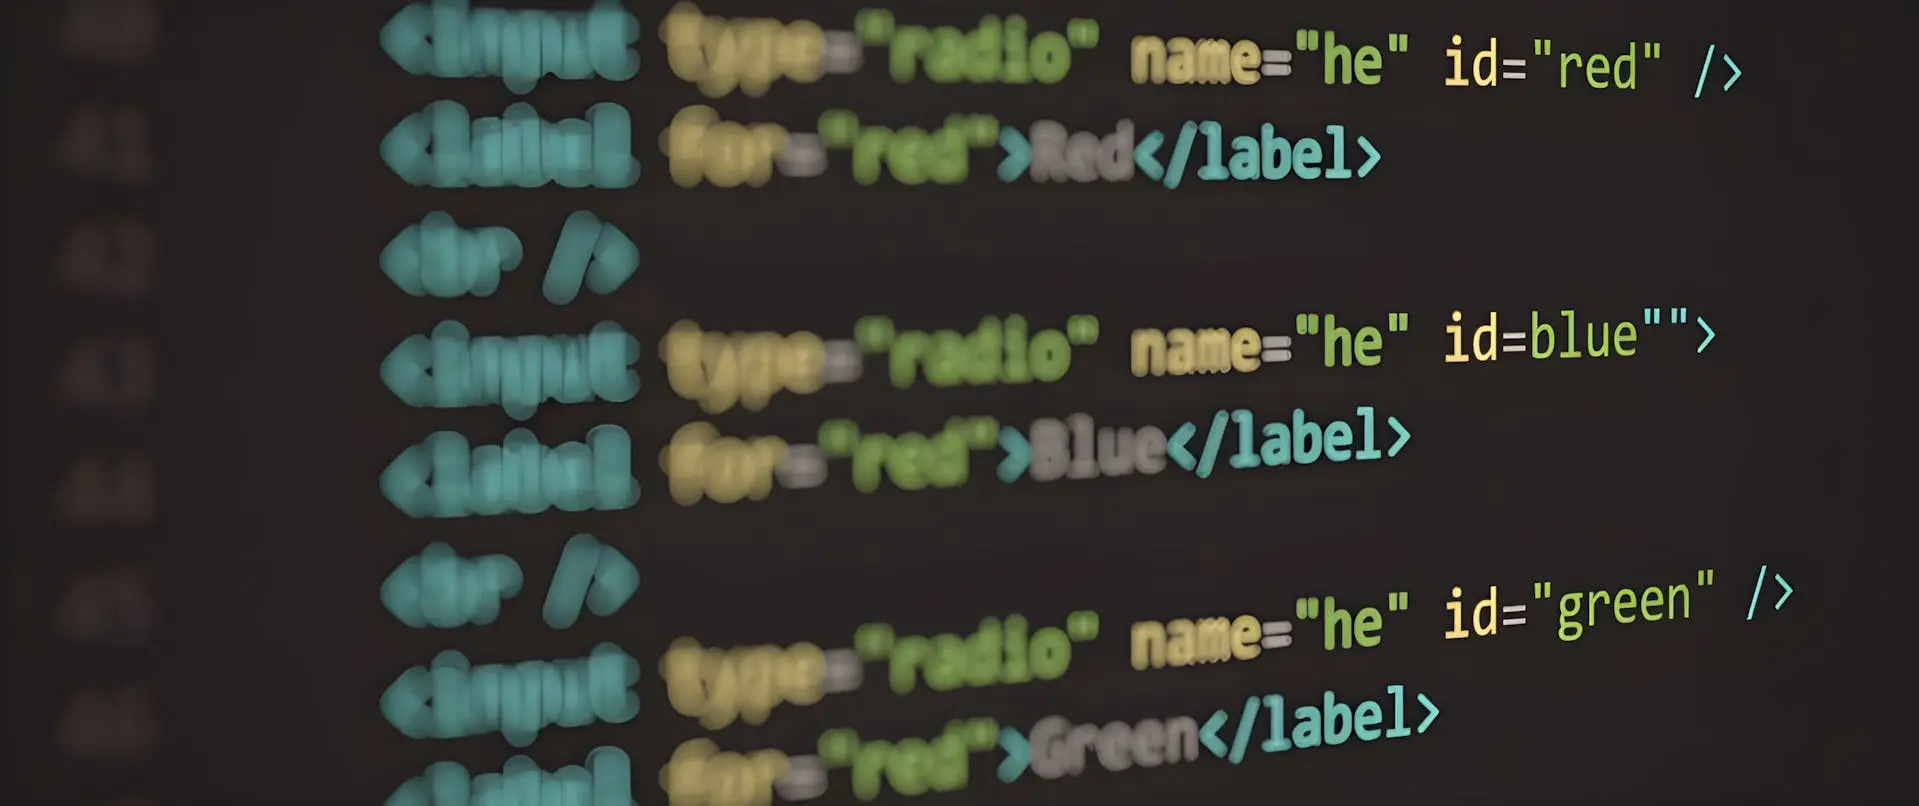 <input type="radio" name="he" id="red" />
<label for="red">Red</label>
<br />
<input type="radio" name="he" id=blue"">
<label for="red">Blue</label>
<br />
<input type="radio" name="he" id="green" />
<label for="red">Green</label>